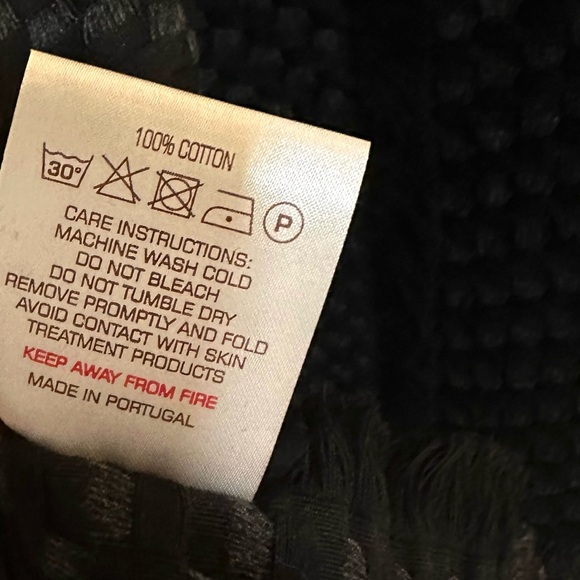 100% COTTON
30° P
CARE INSTRUCTIONS:
MACHINE WASH COLD
DO NOT BLEACH
DO NOT TUMBLE DRY
REMOVE PROMPTLY AND FOLD
AVOID CONTACT WITH SKIN
TREATMENT PRODUCTS
KEEP AWAY FROM FIRE
MADE IN PORTUGAL